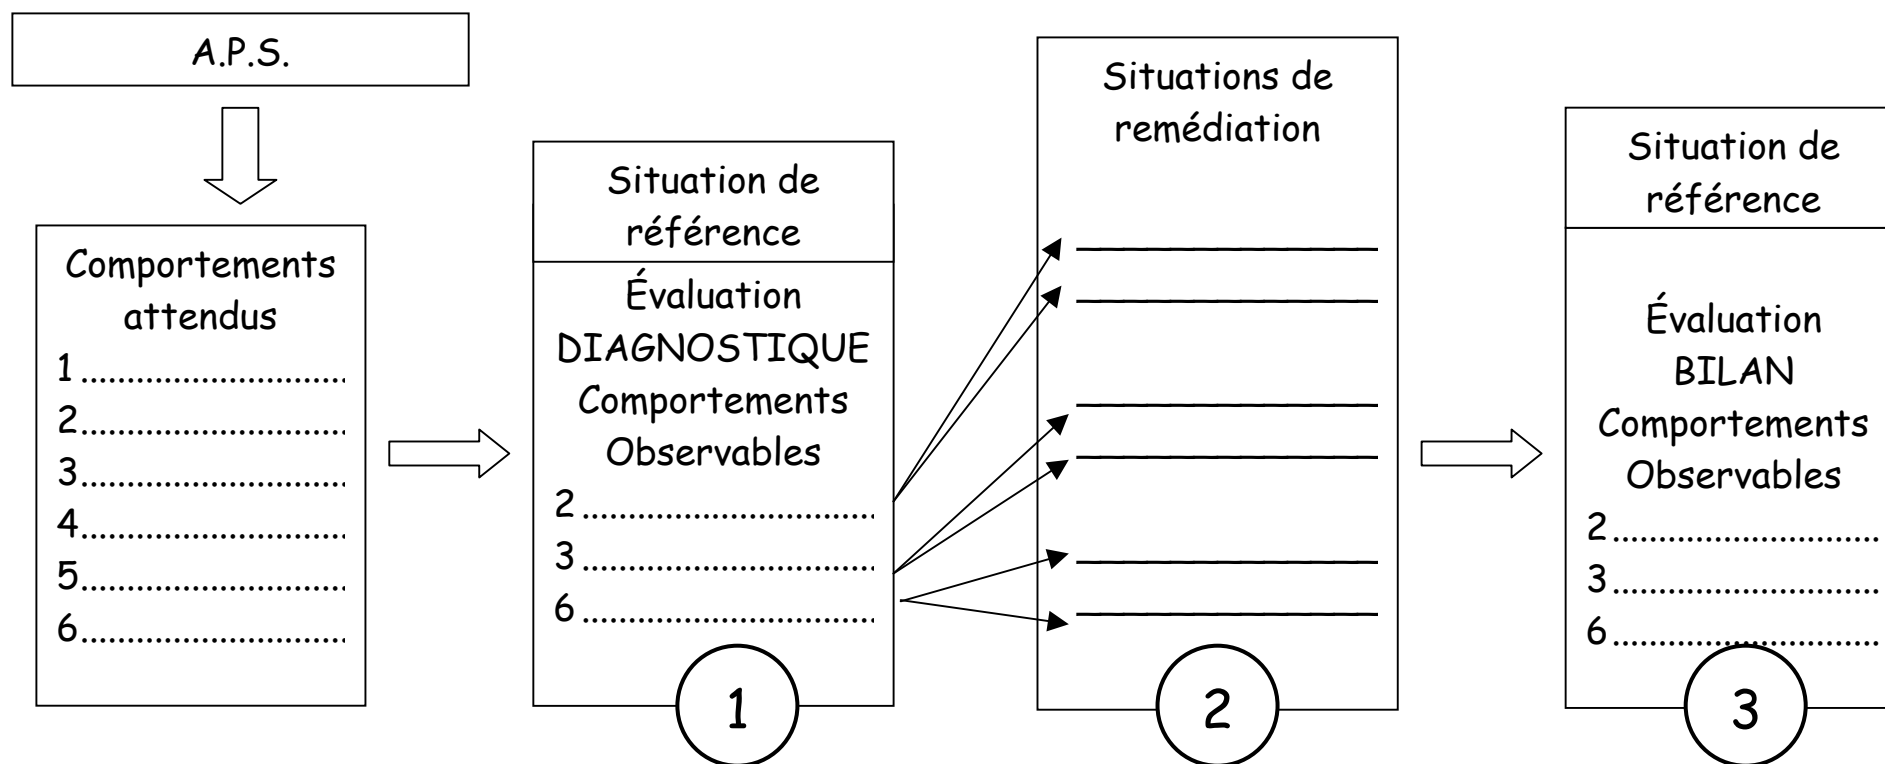 A.P.S.
Comportements
attendus
1 ..............................
2..............................
3..............................
4..............................
5..............................
6..............................
Situation de
référence
Évaluation
DIAGNOSTIQUE
Comportements
Observables
2 ................................
3 ................................
6 ................................
1
Situations de
remédiation
2
Situation de
référence
Évaluation
BILAN
Comportements
Observables
2..............................
3..............................
6..............................
3